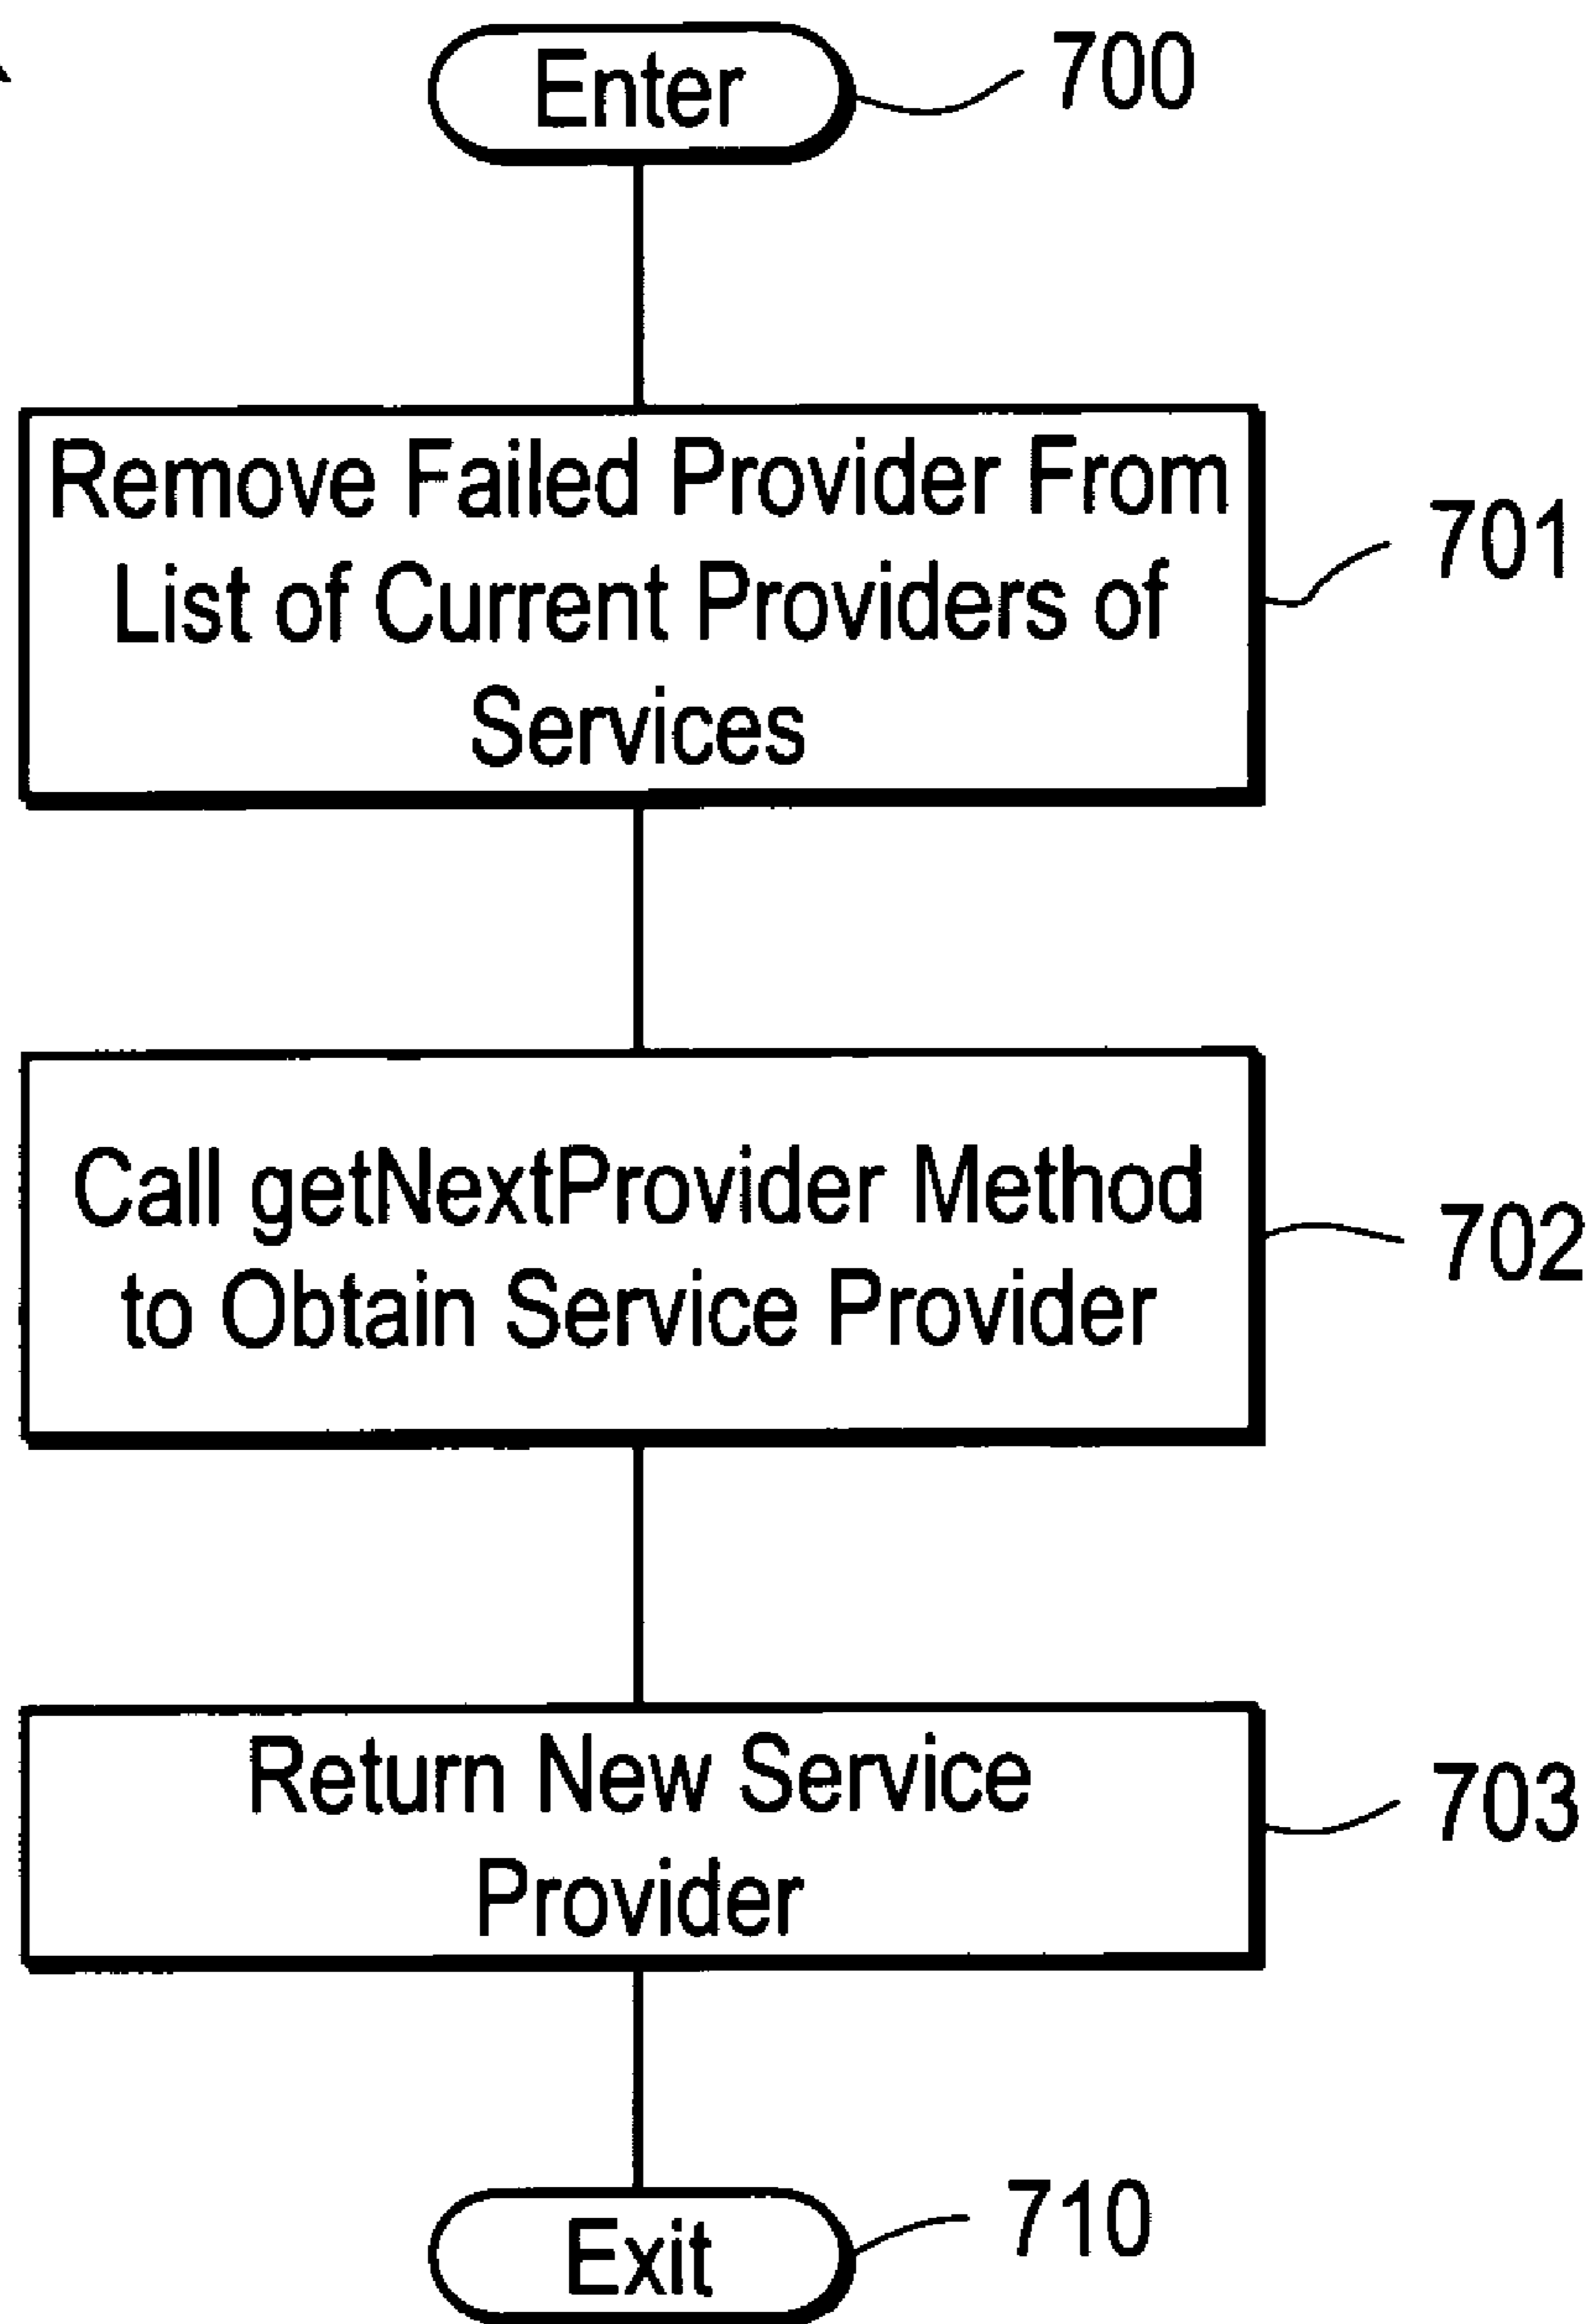 Enter
700
Remove Failed Provider From
List of Current Providers of
Services
701
Call getNextProvider Method
to Obtain Service Provider
702
Return New Service
Provider
703
Exit
710